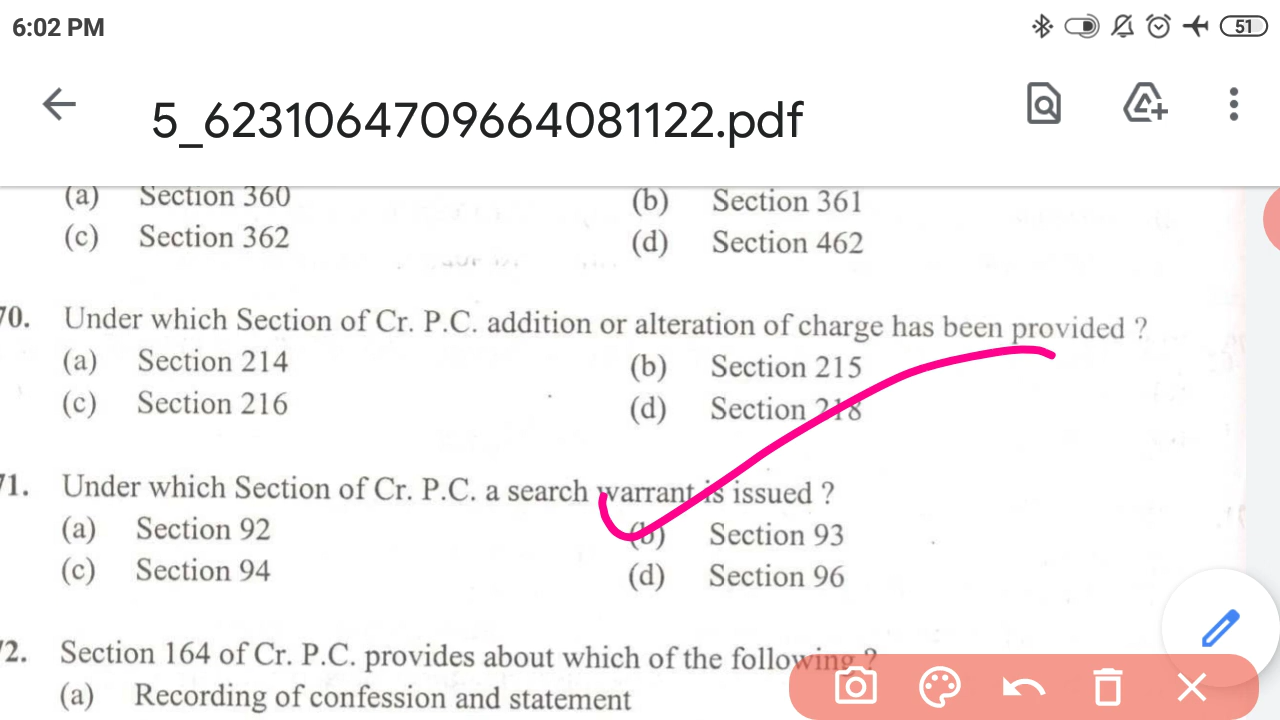 6:02 PM
51
5_6231064709664081122.pdf
(a) Section 360 (b) Section 361
(c) Section 362 (d) Section 462
70. Under which Section of Cr. P.C. addition or alteration of charge has been provided ?
(a) Section 214 (b) Section 215
(c) Section 216 (d) Section 218
71. Under which Section of Cr. P.C. a search warrant is issued ?
(a) Section 92 (b) Section 93
(c) Section 94 (d) Section 96
72. Section 164 of Cr. P.C. provides about which of the following ?
(a) Recording of confession and statement